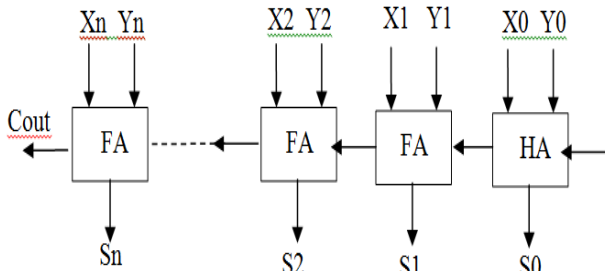 Xn Yn X2 Y2 X1 Y1 X0 Y0
Cout FA FA FA HA
Sn S2 S1 S0